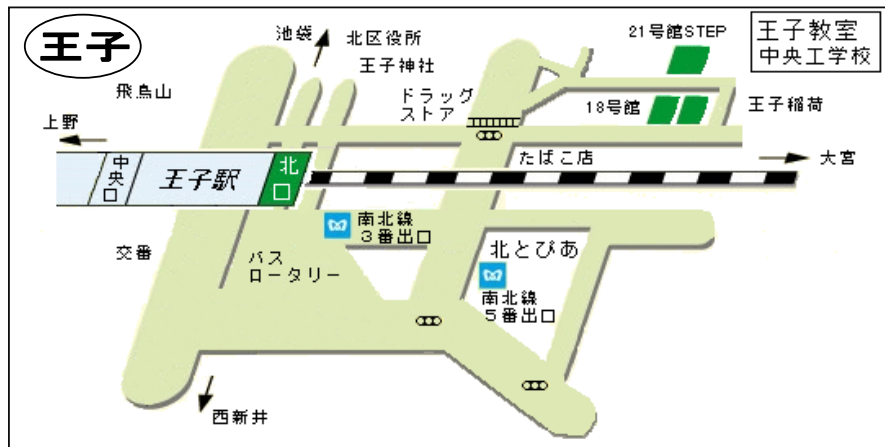 王子
池袋
北区役所
王子神社
21号館STEP
王子教室
中央工学校
飛鳥山
ドラッグ
ストア
18号館
王子稲荷
上野
中央口
王子駅
北口
たばこ店
大宮
交番
バス
ロータリー
南北線
3番出口
北とぴあ
南北線
5番出口
西新井